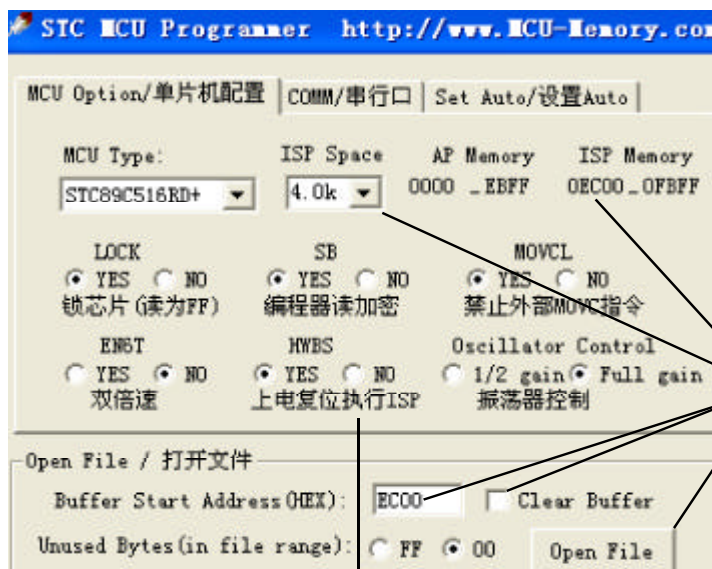 STC MCU Programmer http://www.MCU-Memory.com
MCU Option/单片机配置 COMM/串行口 Set Auto/设置Auto
MCU Type: ISP Space AP Memory ISP Memory
STC89C516RD+ 4.0k 0000 _ EBFF 0EC00 _ 0FBFF
LOCK SB MOVCL
YES NO YES NO YES NO
锁芯片(读为FF) 编程器读加密 禁止外部MOVC指令
EN6T HWBS Oscillator Control
YES NO YES NO 1/2 gain Full gain
双倍速 上电复位执行ISP 振荡器控制
Open File / 打开文件
Buffer Start Address(HEX): EC00 Clear Buffer
Unused Bytes(in file range): FF 00 Open File